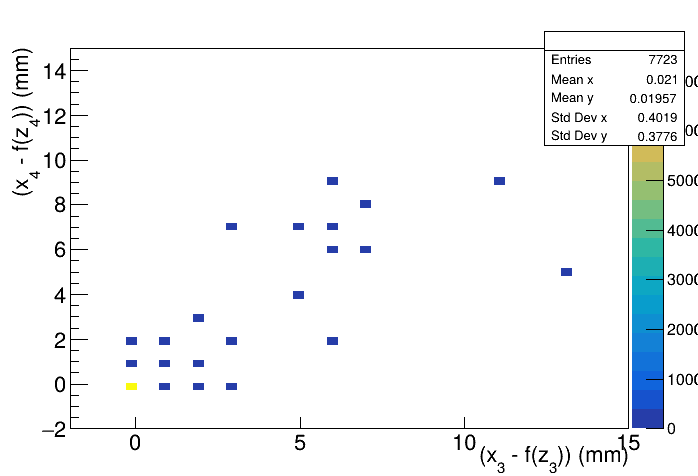 (x4 - f(z4)) (mm)
14
12
10
8
6
4
2
0
−2
0
5
10
15
(x3 - f(z3)) (mm)
Entries 7723
Mean x 0.021
Mean y 0.01957
Std Dev x 0.4019
Std Dev y 0.3776
5000
4000
3000
2000
1000
0